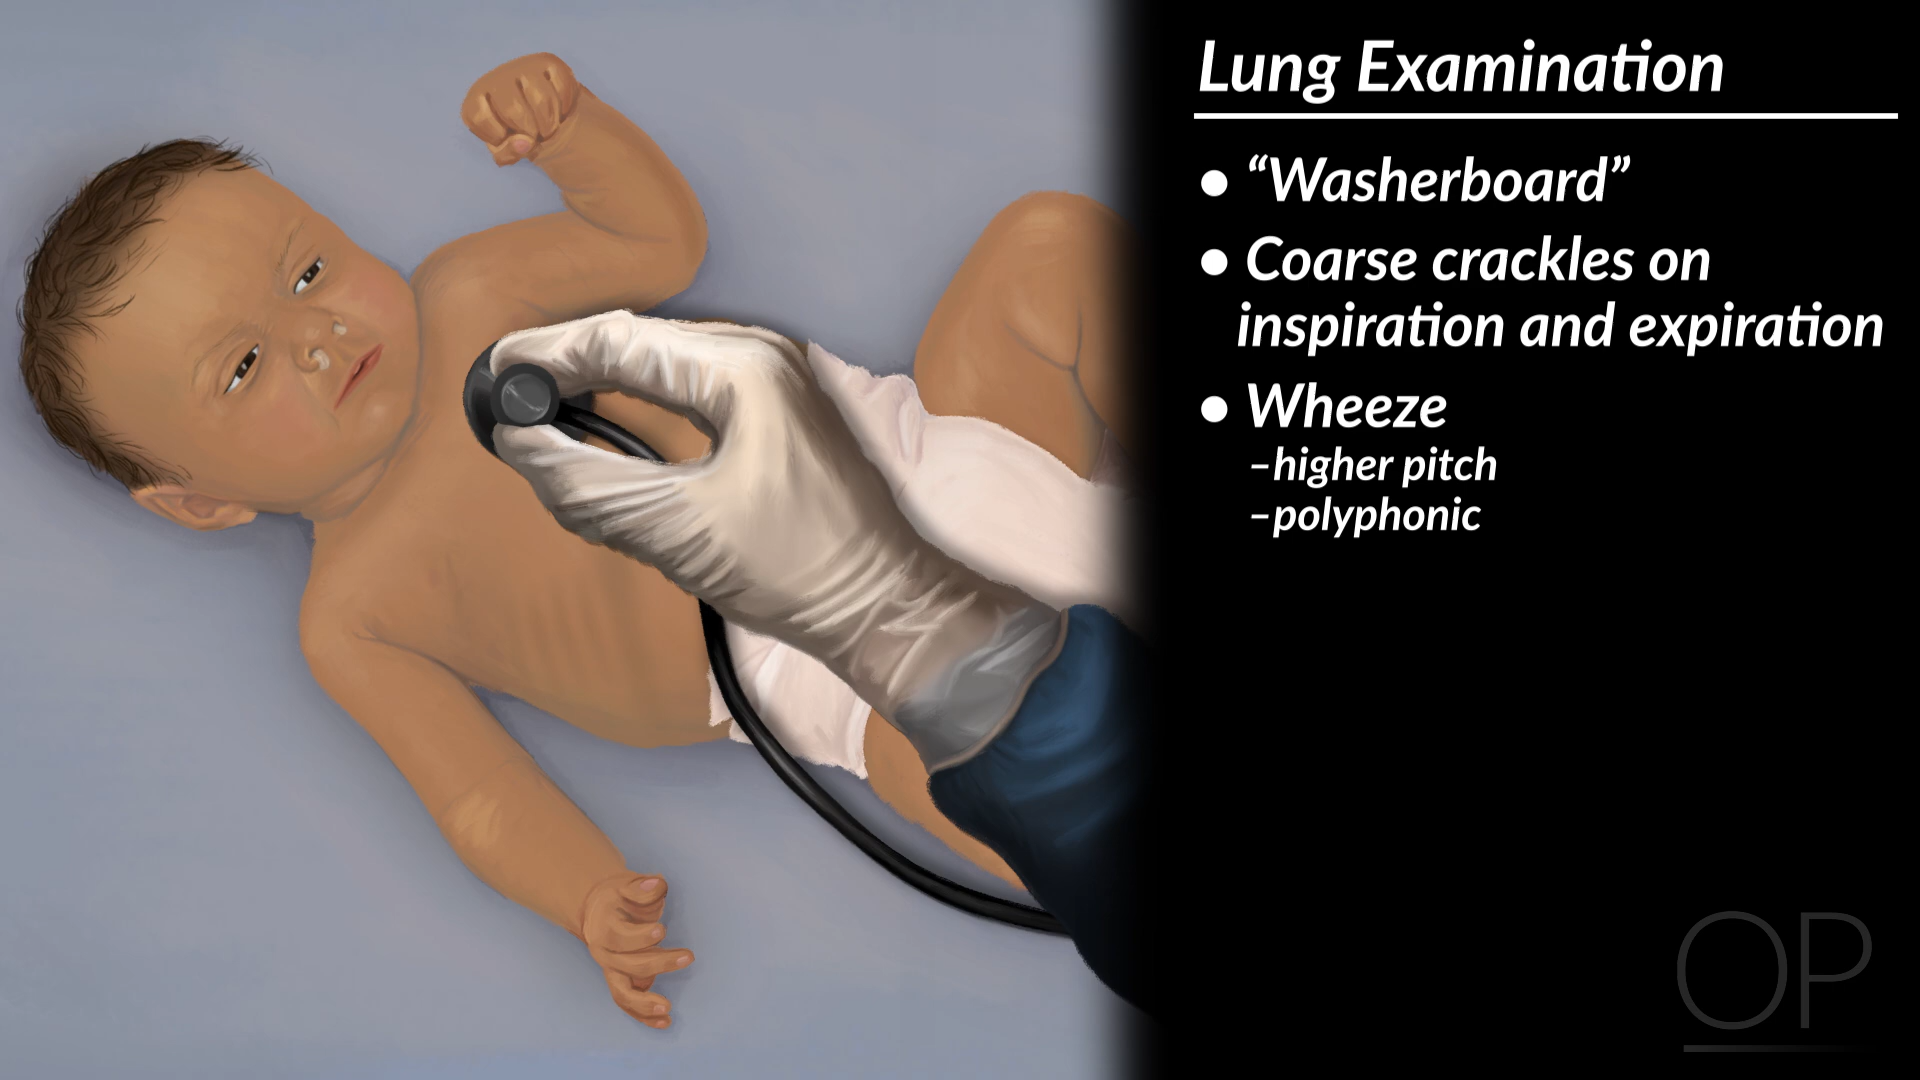 Lung Examination
● “Washerboard”
● Coarse crackles on
inspiration and expiration
● Wheeze
–higher pitch
–polyphonic
OP